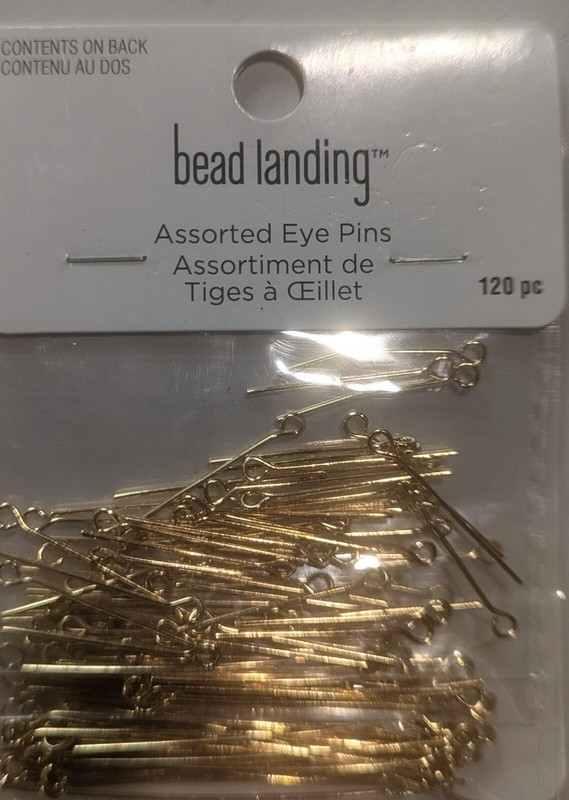 CONTENTS ON BACK
CONTENU AU DOS
bead landing™
Assorted Eye Pins
Assortiment de
Tiges à Œillet
120 pc